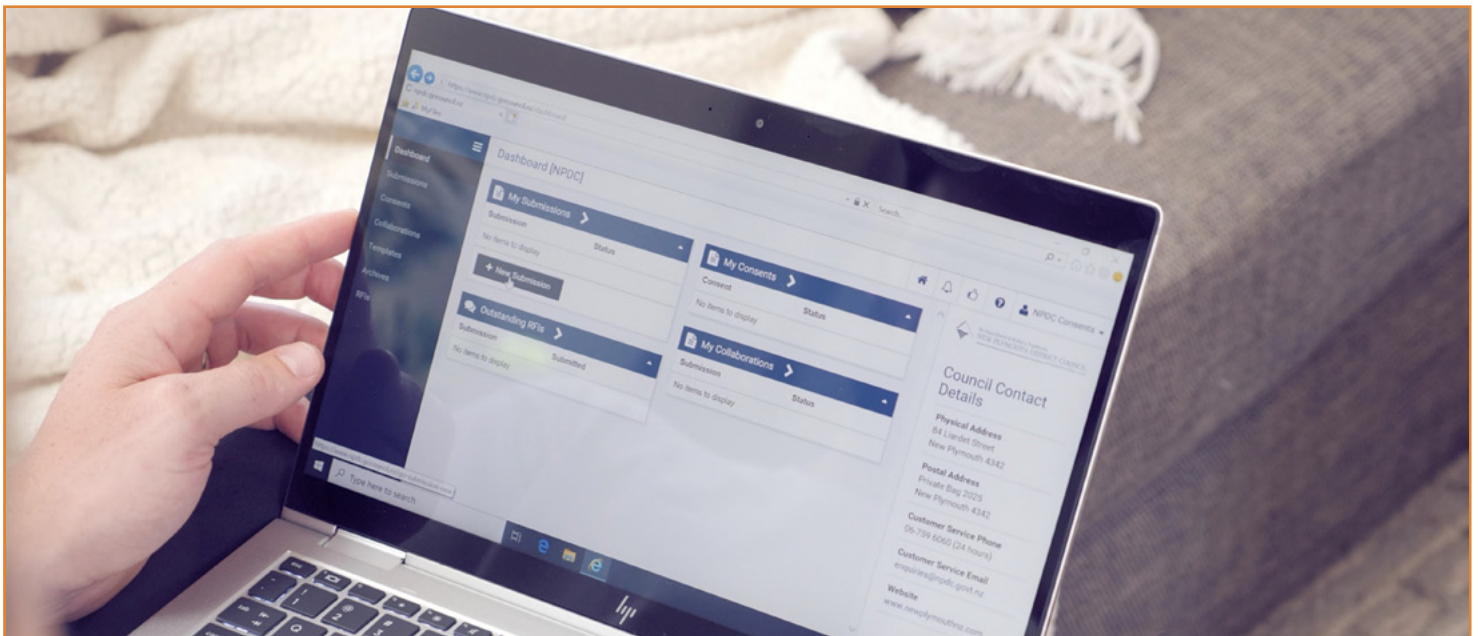 Dashboard
Submissions
Consents
Collaborations
Templates
Archives
RFIs
Dashboard [NPDC]
My Submissions
Submission Status
No items to display
+ New Submission
Outstanding RFIs
Submission Submitted
No items to display
My Consents
Consent Status
No items to display
My Collaborations
Submission Status
No items to display
Search...
NPDC Consents
NEW PLYMOUTH DISTRICT COUNCIL
Council Contact
Details
Physical Address
84 Liardet Street
New Plymouth 4342
Postal Address
Private Bag 2025
New Plymouth 4342
Customer Service Phone
06-759 6060 (24 hours)
Customer Service Email
enquiries@npdc.govt.nz
Website
www.newplymouthnz.com
Type here to search
hp
esc